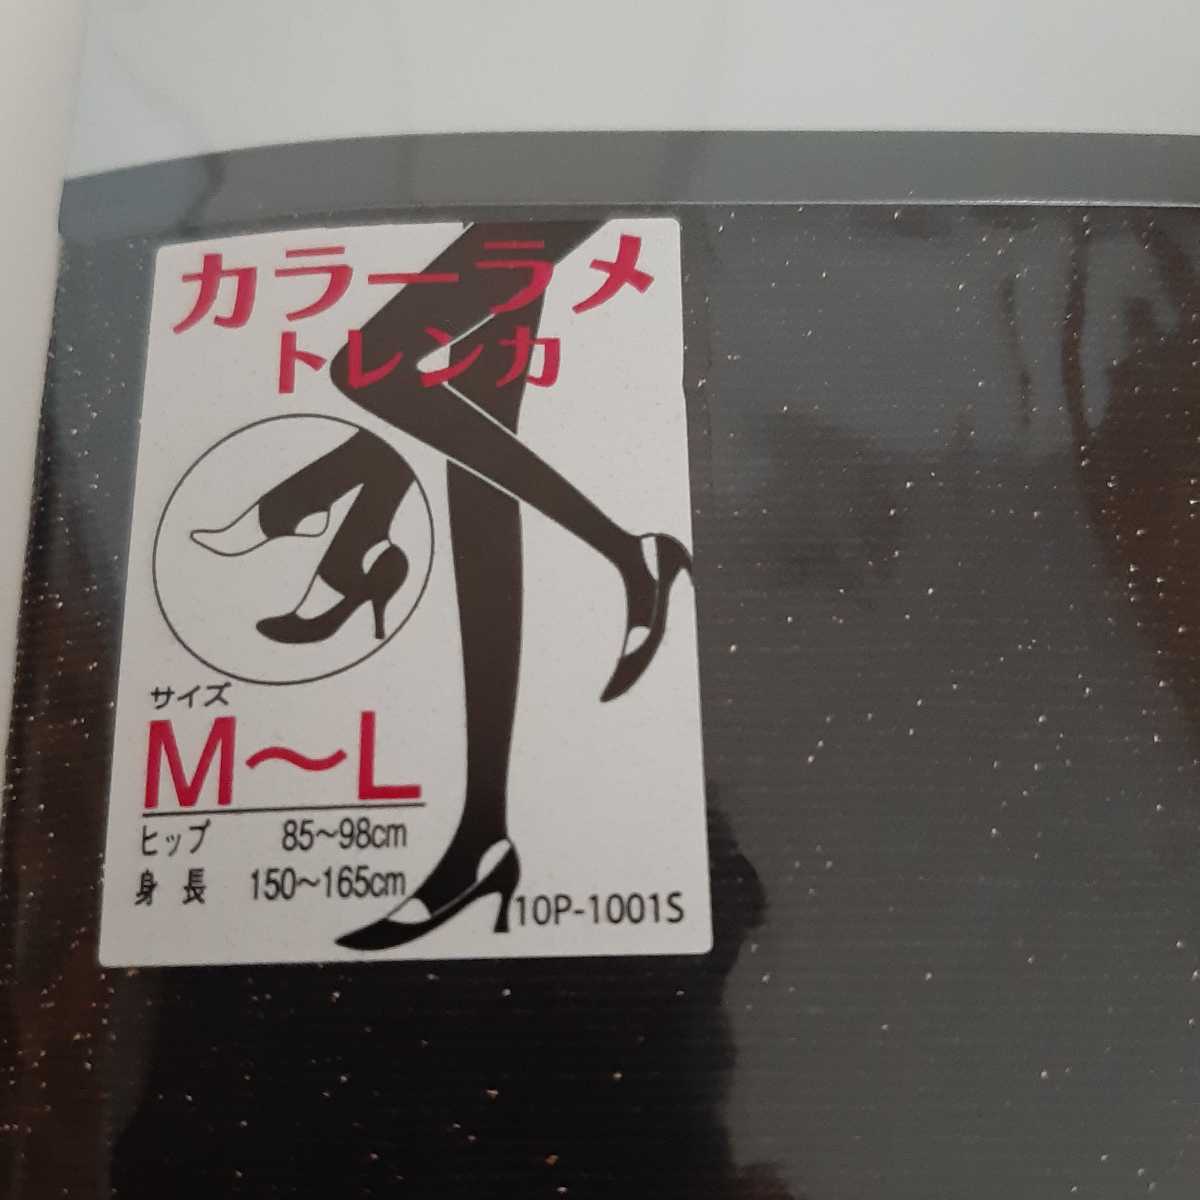 カラーラメ
トレンカ
サイズ
M～L
ヒップ 85～98cm
身長 150～165cm
10P-1001S